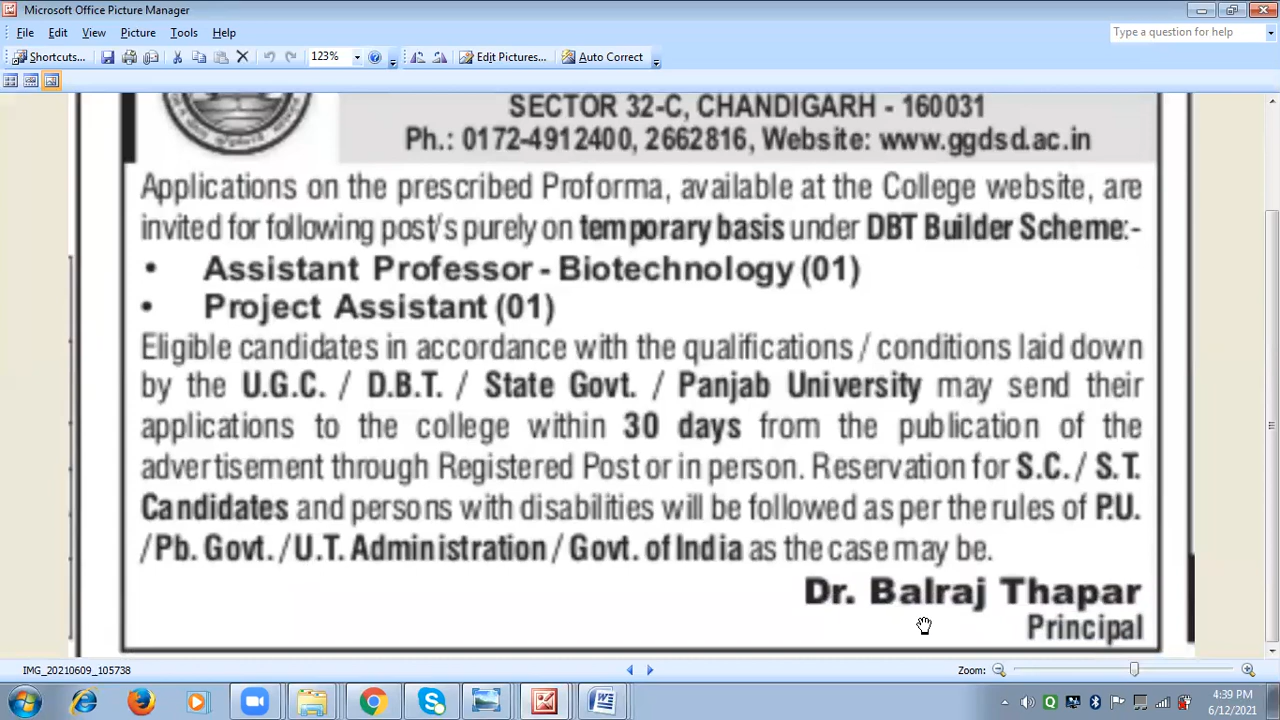 Microsoft Office Picture Manager
File Edit View Picture Tools Help
Type a question for help
Shortcuts...
123%
Edit Pictures...
Auto Correct
SECTOR 32-C, CHANDIGARH - 160031
Ph.: 0172-4912400, 2662816, Website: www.ggdsd.ac.in
Applications on the prescribed Proforma, available at the College website, are
invited for following post/s purely on temporary basis under DBT Builder Scheme:-
• Assistant Professor - Biotechnology (01)
• Project Assistant (01)
Eligible candidates in accordance with the qualifications / conditions laid down
by the U.G.C. / D.B.T. / State Govt. / Panjab University may send their
applications to the college within 30 days from the publication of the
advertisement through Registered Post or in person. Reservation for S.C./ S.T.
Candidates and persons with disabilities will be followed as per the rules of P.U.
/Pb. Govt. /U.T. Administration / Govt. of India as the case may be.
Dr. Balraj Thapar
Principal
IMG_20210609_105738
Zoom:
4:39 PM
6/12/2021